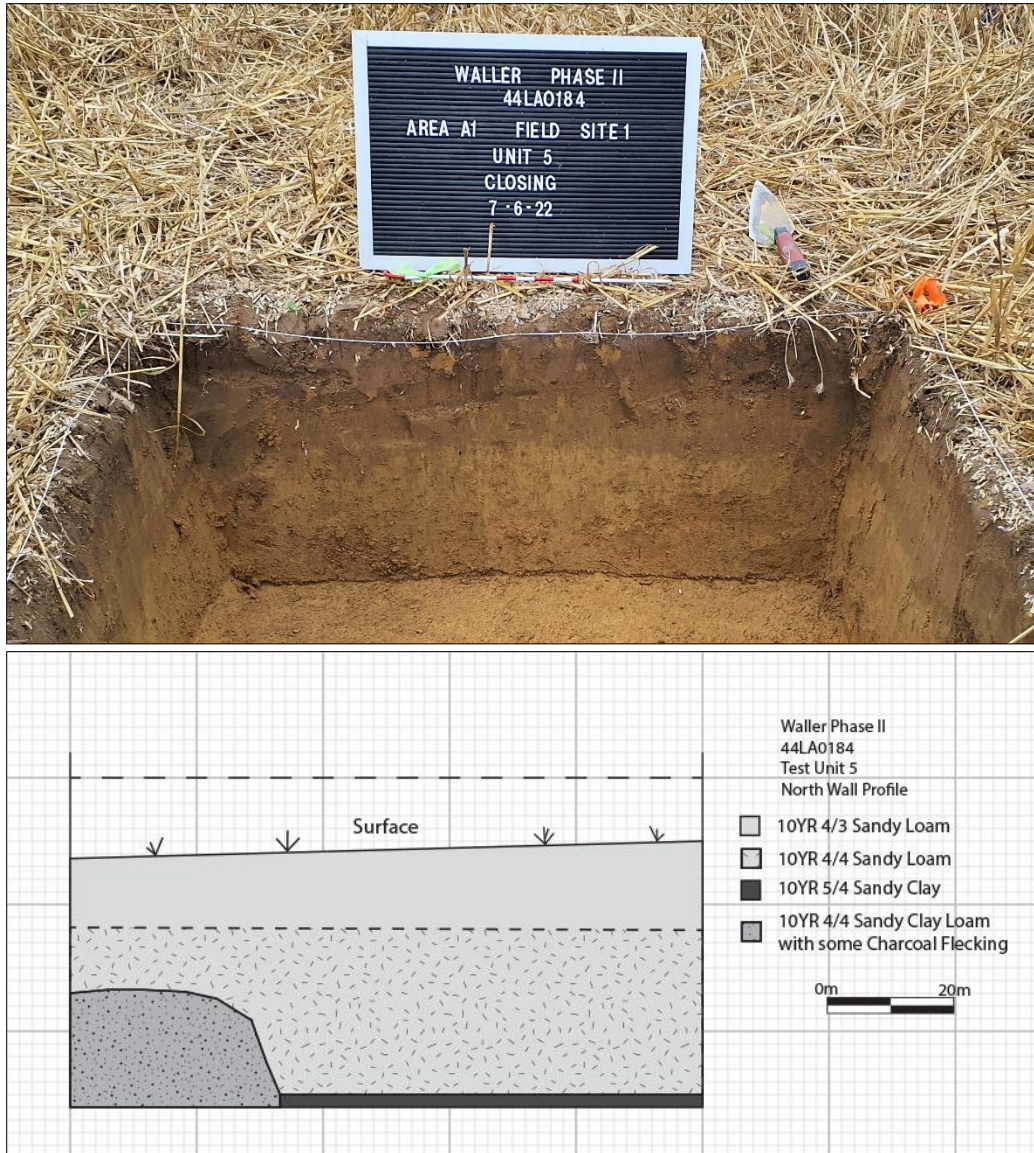 WALLER PHASE II
44LA0184
AREA A1 FIELD SITE 1
UNIT 5
CLOSING
7-6-22
Waller Phase II
44LA0184
Test Unit 5
North Wall Profile
Surface
10YR 4/3 Sandy Loam
10YR 4/4 Sandy Loam
10YR 5/4 Sandy Clay
10YR 4/4 Sandy Clay Loam
with some Charcoal Flecking
0m 20m